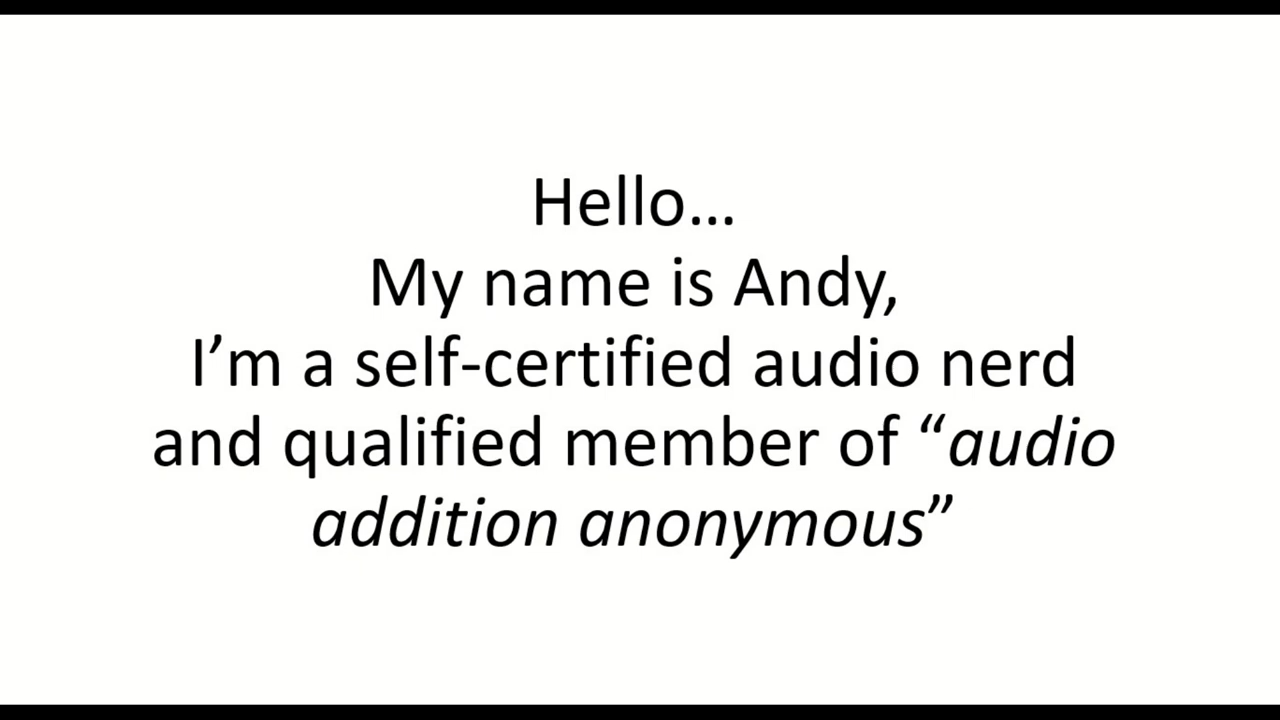 Hello…
My name is Andy,
I’m a self-certified audio nerd
and qualified member of “audio
addition anonymous”